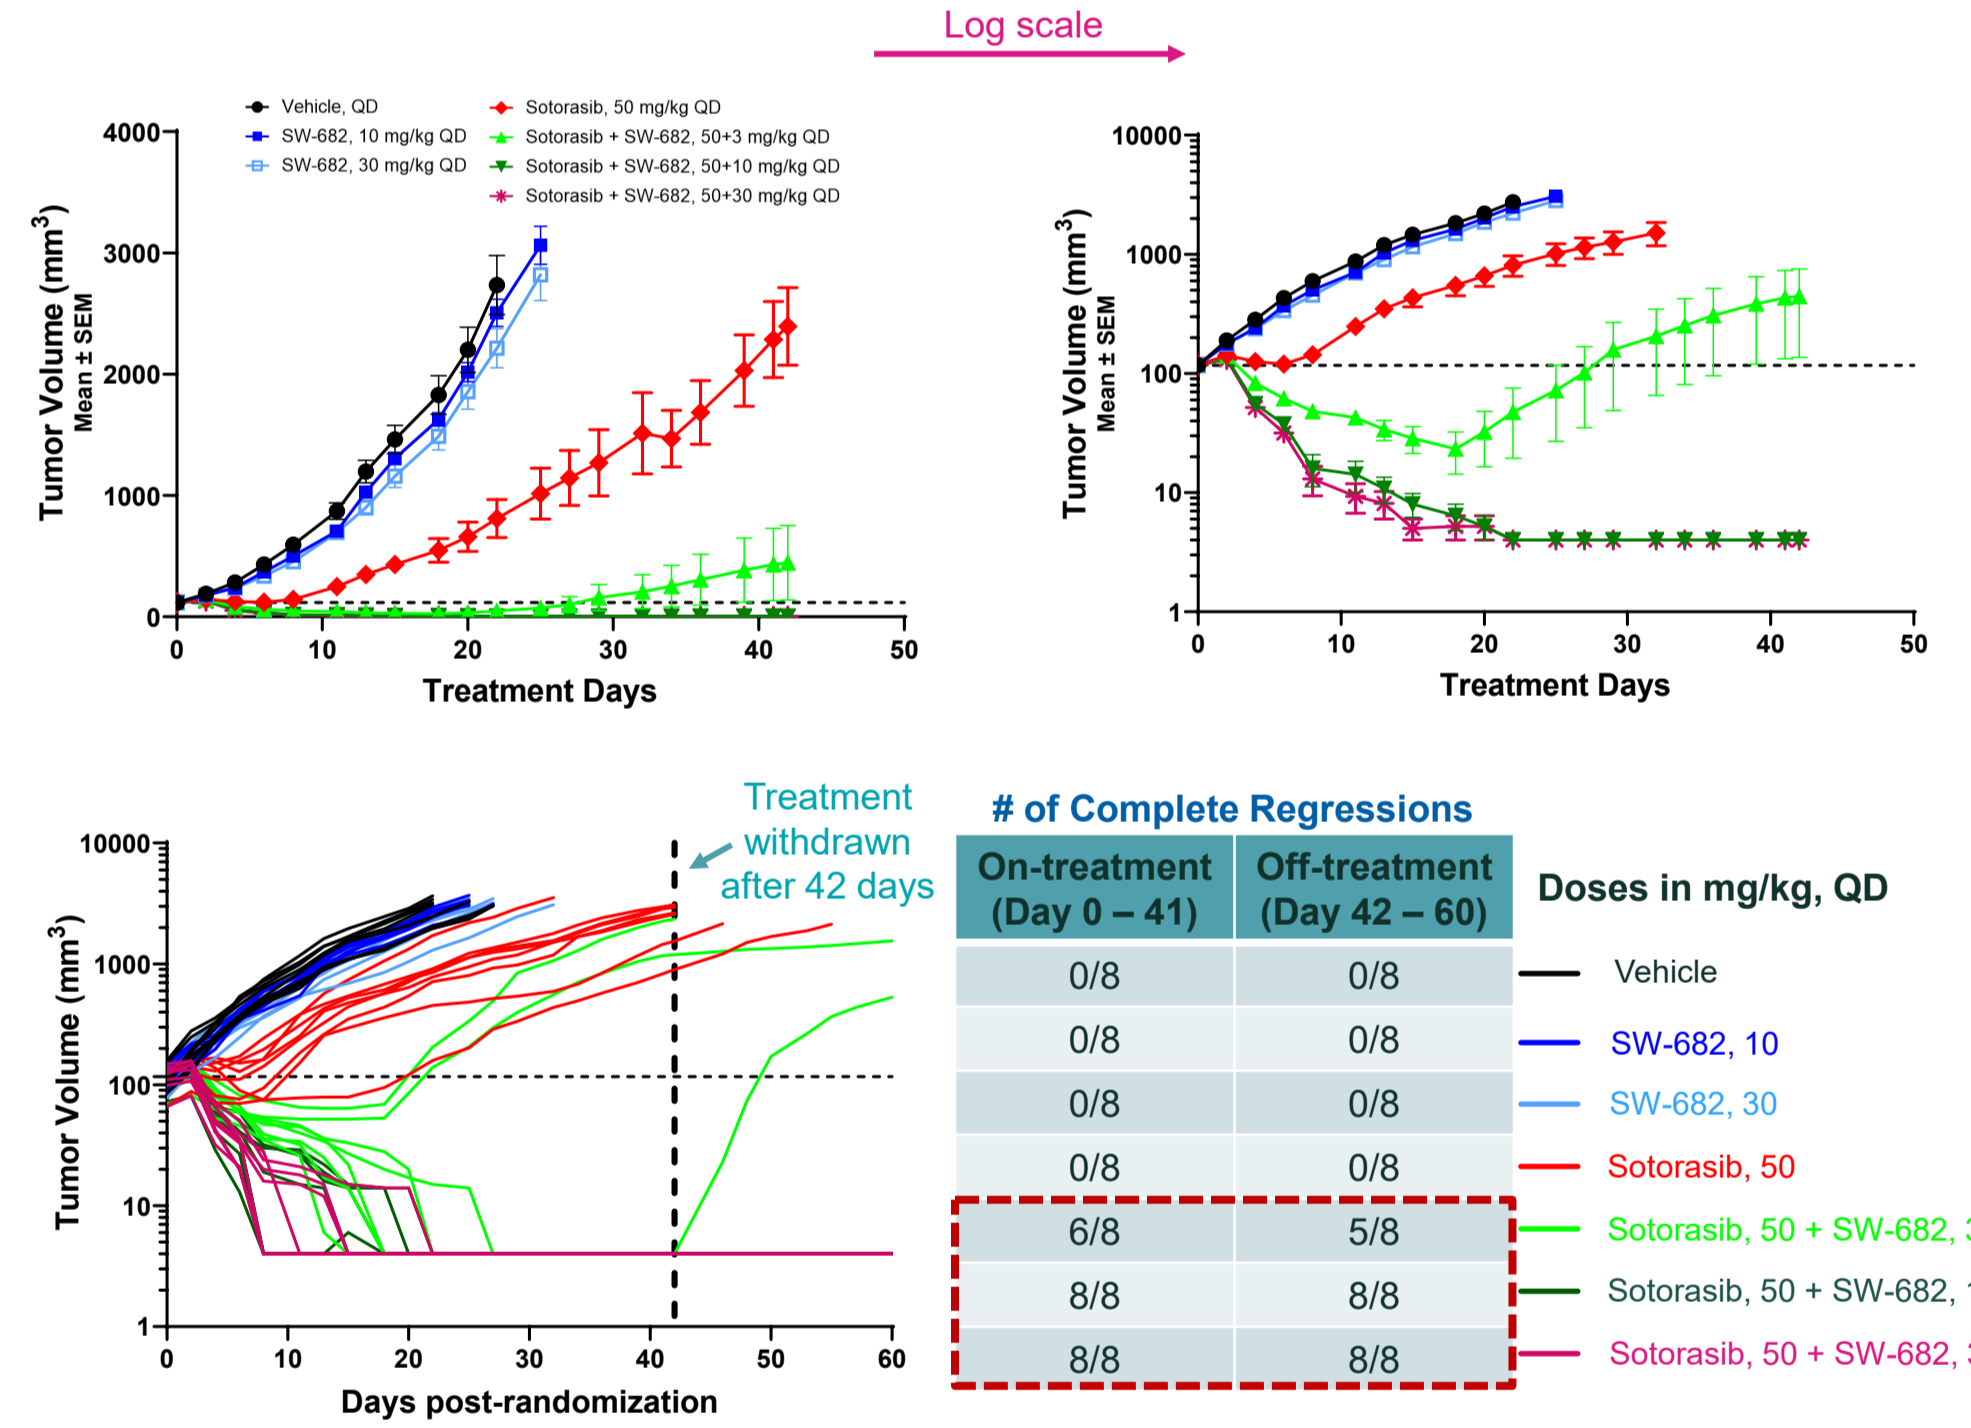 Log scale
Vehicle, QD
SW-682, 10 mg/kg QD
SW-682, 30 mg/kg QD
Sotorasib, 50 mg/kg QD
Sotorasib + SW-682, 50+3 mg/kg QD
Sotorasib + SW-682, 50+10 mg/kg QD
Sotorasib + SW-682, 50+30 mg/kg QD
Tumor Volume (mm³)
Mean ± SEM
4000
3000
2000
1000
0
0 10 20 30 40 50
Treatment Days
Tumor Volume (mm³)
Mean ± SEM
10000
1000
100
10
1
0 10 20 30 40 50
Treatment Days
Treatment
withdrawn
after 42 days
Tumor Volume (mm³)
10000
1000
100
10
1
0 10 20 30 40 50 60
Days post-randomization
# of Complete Regressions
On-treatment (Day 0 – 41) Off-treatment (Day 42 – 60) Doses in mg/kg, QD
0/8 0/8 Vehicle
0/8 0/8 SW-682, 10
0/8 0/8 SW-682, 30
0/8 0/8 Sotorasib, 50
6/8 5/8 Sotorasib, 50 + SW-682,
8/8 8/8 Sotorasib, 50 + SW-682,
8/8 8/8 Sotorasib, 50 + SW-682,